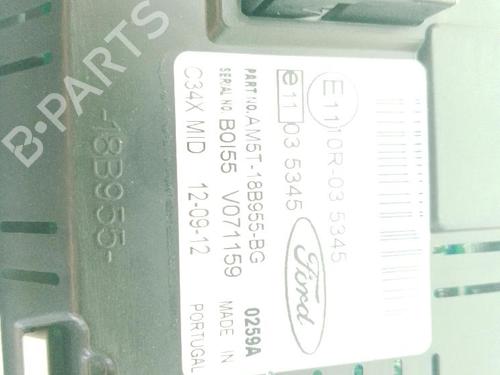 B-PARTS
-18B955-
E11 10R-03 5345
e11 03 5345
Ford
PART NO. AM5T-18B955-BG
SERIAL NO. B0I55 V071159
C34X MID 12-09-12
0259A
MADE IN
PORTUGAL